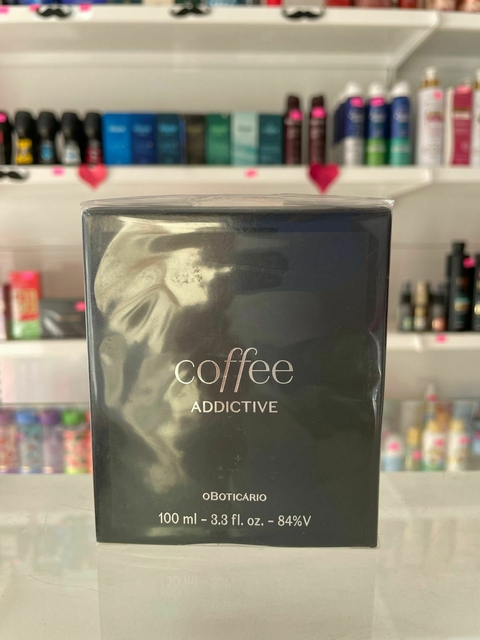 coffee
ADDICTIVE
oBOTICÁRIO
100 ml - 3.3 fl. oz. - 84%V